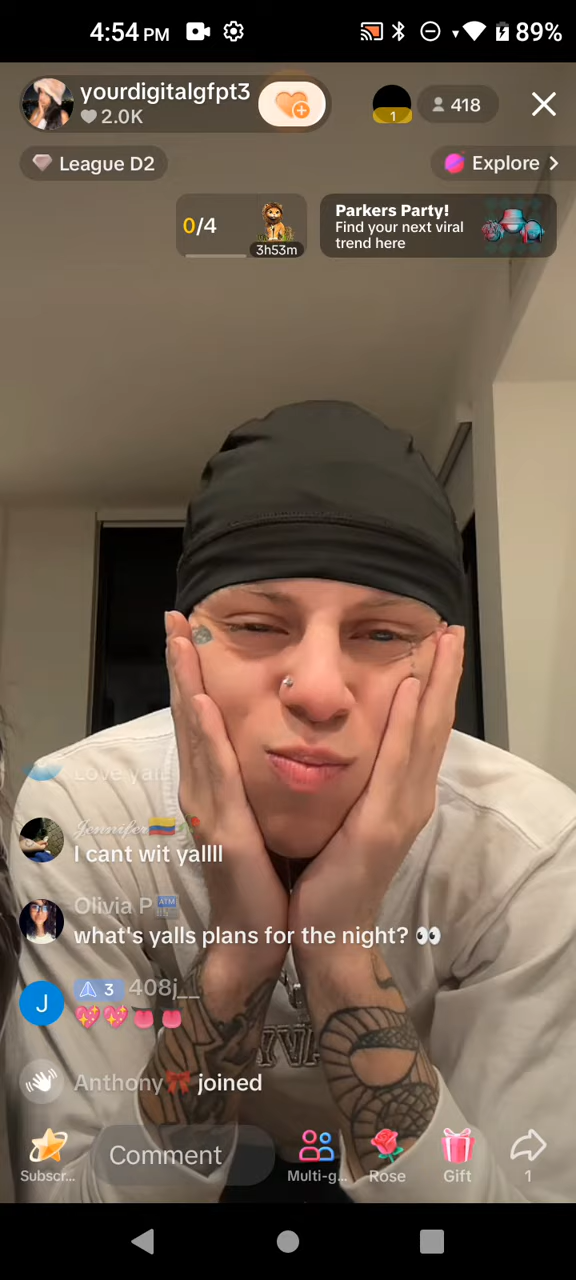 4:54 PM
89%
yourdigitalgfpt3
2.0K
1
418
League D2
Explore >
0/4
3h53m
Parkers Party!
Find your next viral
trend here
Love yall
Jennifer
I cant wit yallll
Olivia P
what's yalls plans for the night? 👀
J
3 408j__
💖💖👅👅
Anthony🎀 joined
Subscr...
Comment
Multi-g...
Rose
Gift
1